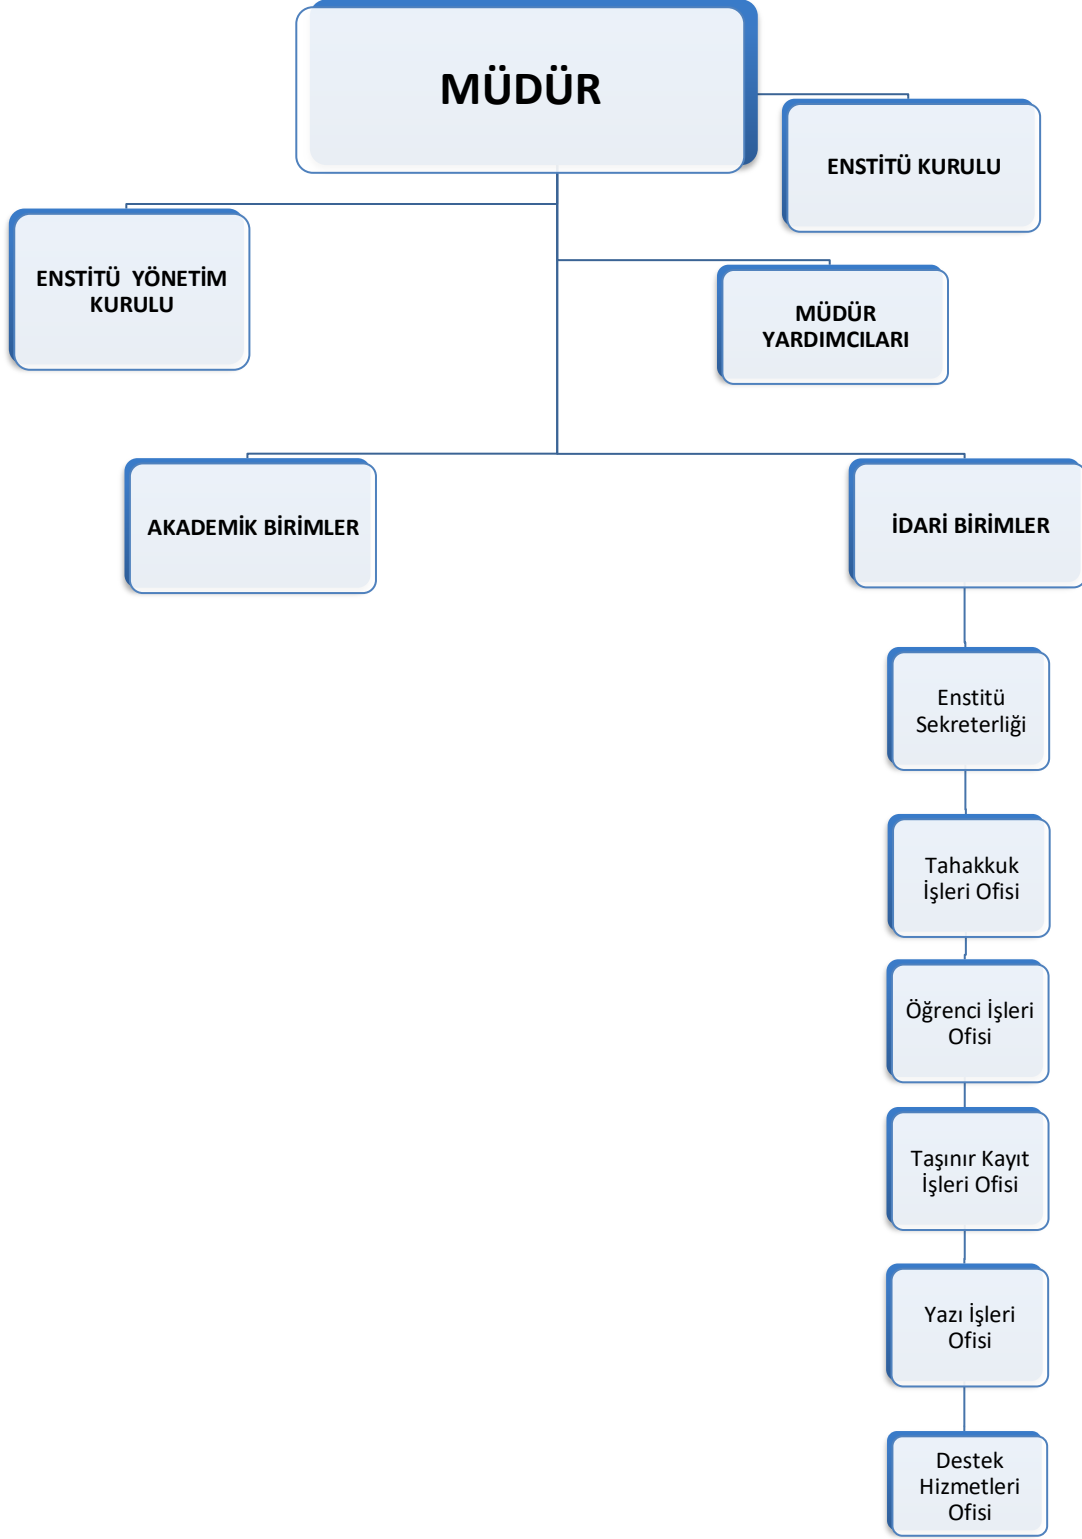 MÜDÜR
ENSTİTÜ KURULU
ENSTİTÜ  YÖNETİM
KURULU
MÜDÜR
YARDIMCILARI
AKADEMİK BİRİMLER
İDARİ BİRİMLER
Enstitü
Sekreterliği
Tahakkuk
İşleri Ofisi
Öğrenci İşleri
Ofisi
Taşınır Kayıt
İşleri Ofisi
Yazı İşleri
Ofisi
Destek
Hizmetleri
Ofisi